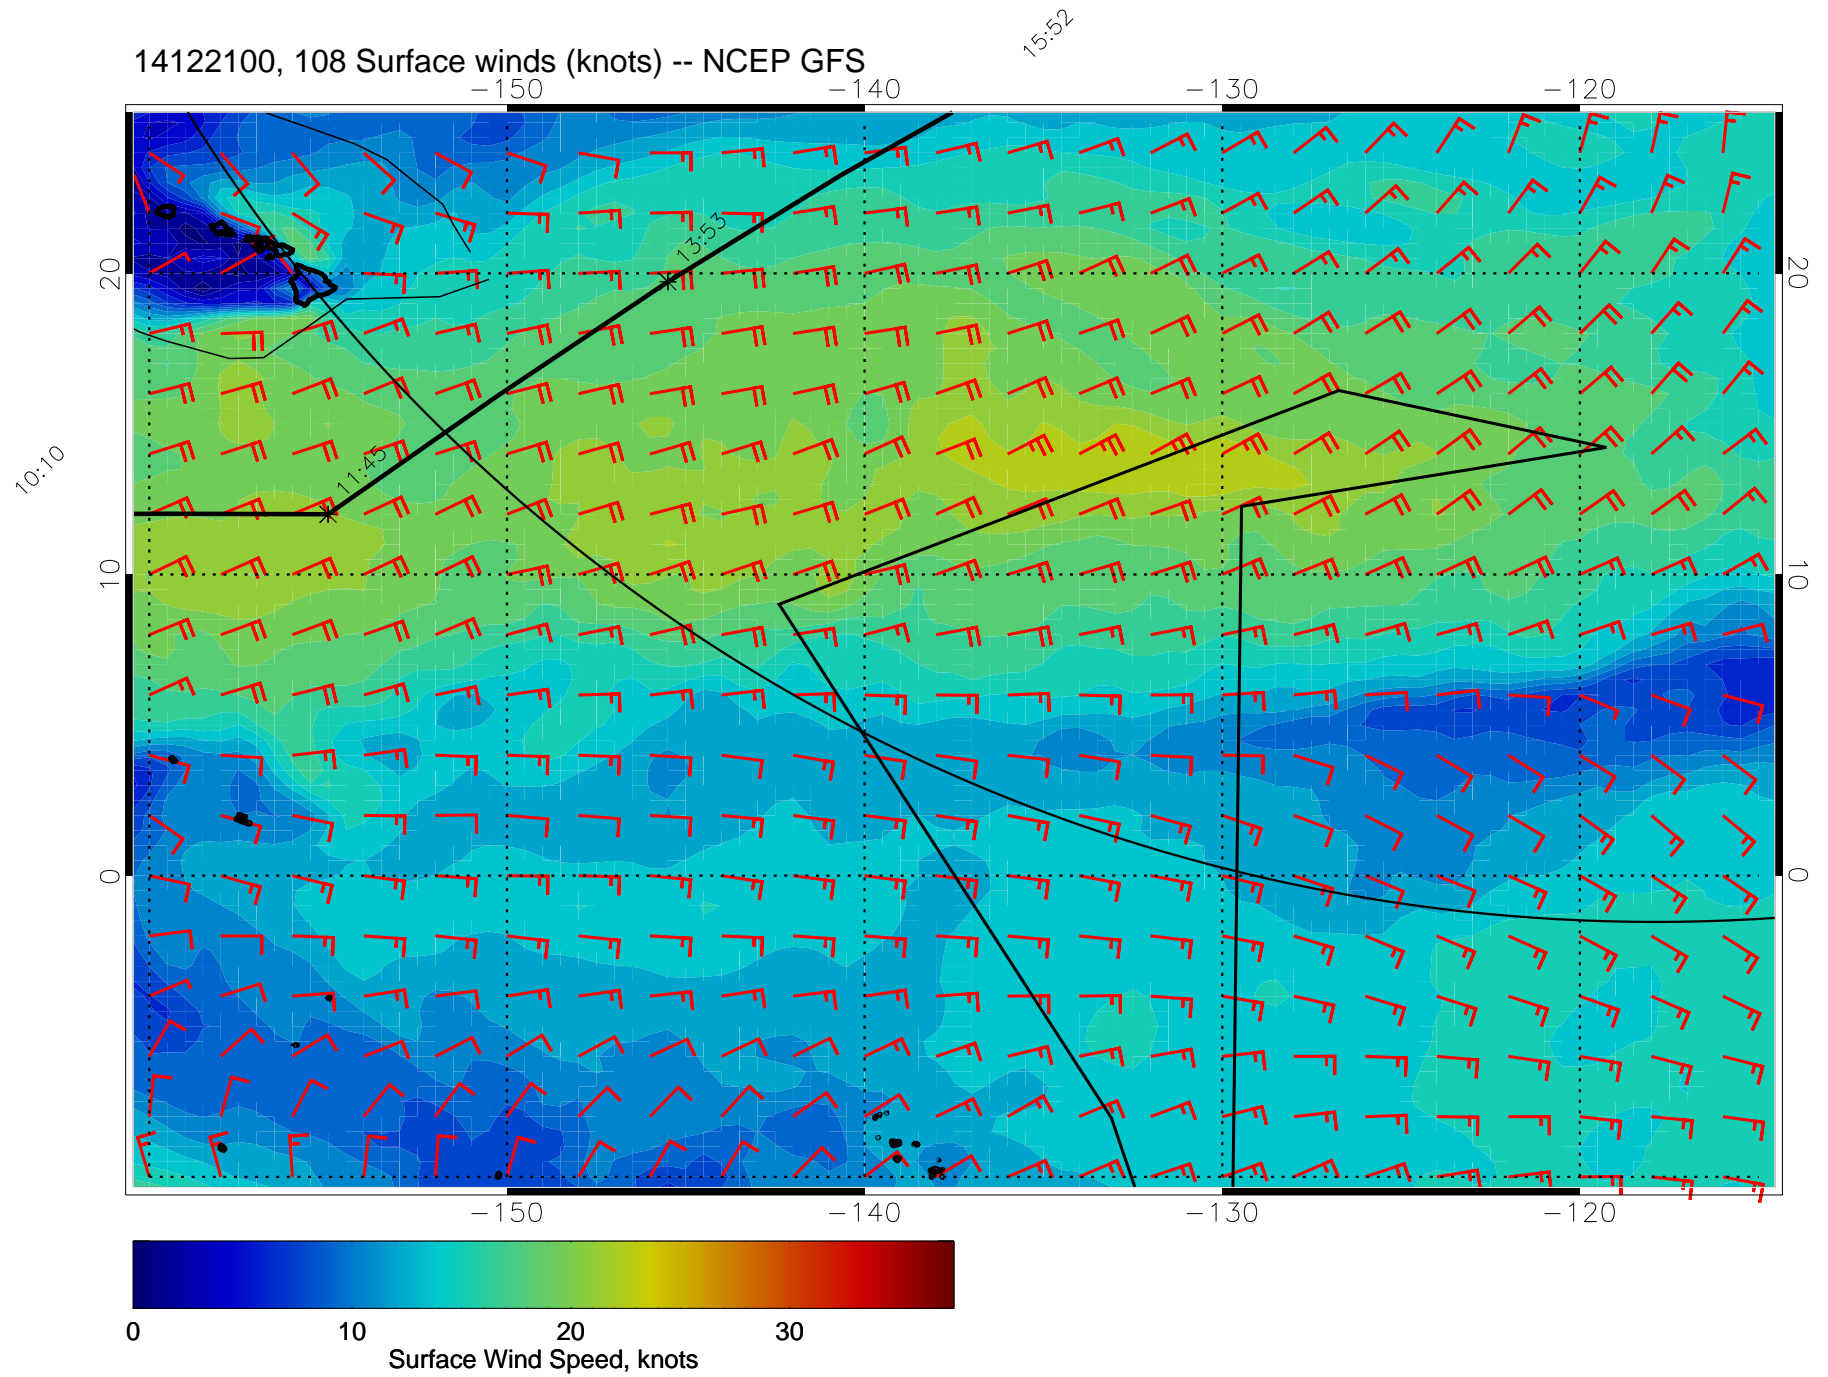 15:52
14122100, 108 Surface winds (knots) -- NCEP GFS
-150 -140 -130 -120
13:53
20 20
11:45
10:10
10 10
0 0
-150 -140 -130 -120
0 10 20 30
Surface Wind Speed, knots